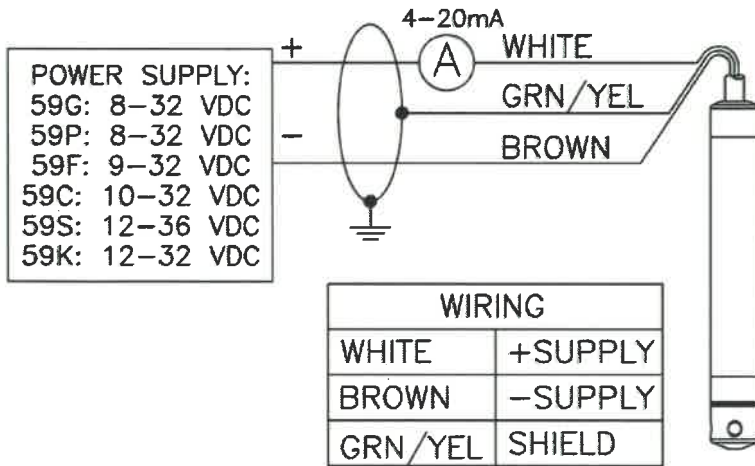 4-20mA
+
A
WHITE
POWER SUPPLY:
59G: 8-32 VDC
59P: 8-32 VDC
59F: 9-32 VDC
59C: 10-32 VDC
59S: 12-36 VDC
59K: 12-32 VDC
GRN/YEL
-
BROWN
WIRING
WHITE +SUPPLY
BROWN -SUPPLY
GRN/YEL SHIELD